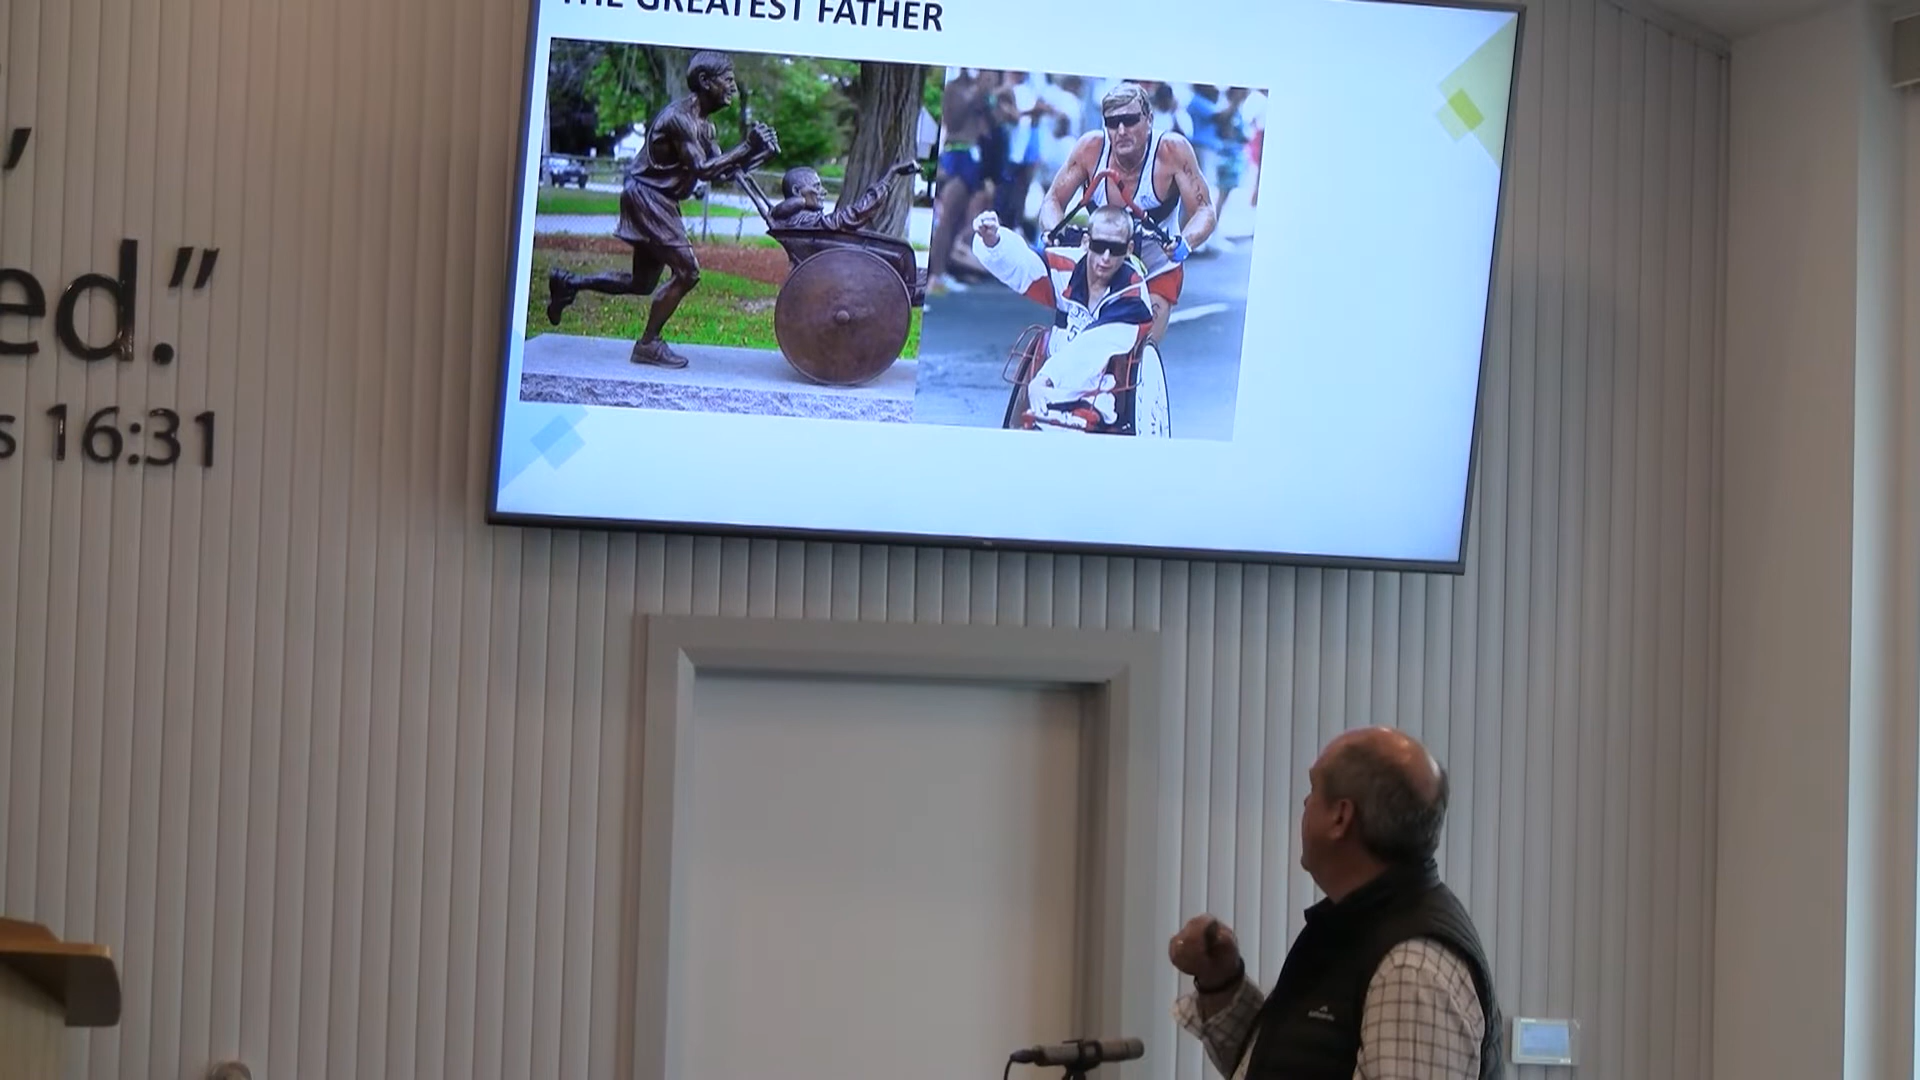 THE GREATEST FATHER
,
ed.”
s 16:31